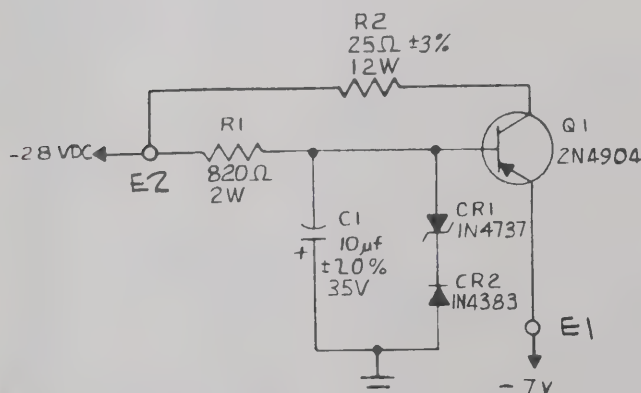 R2
25Ω ±3%
12W
R1
Q1
-28 VDC
2N4904
E2
820Ω
2W
C1
CR1
10µf
1N4737
+
±20%
35V
CR2
1N4383
E1
-7V